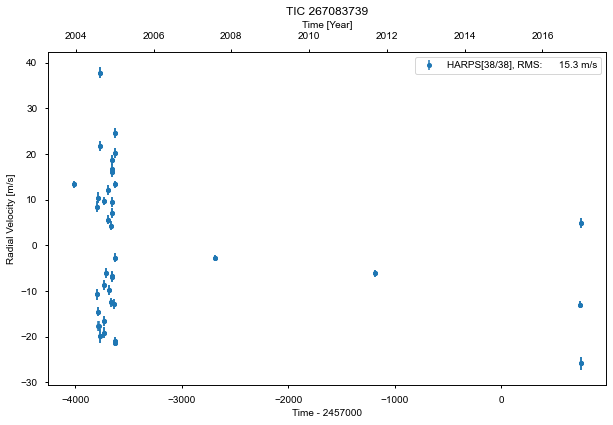 TIC 267083739
Time [Year]
2004 2006 2008 2010 2012 2014 2016
HARPS[38/38], RMS: 15.3 m/s
Radial Velocity [m/s]
40
30
20
10
0
−10
−20
−30
−4000 −3000 −2000 −1000 0
Time - 2457000